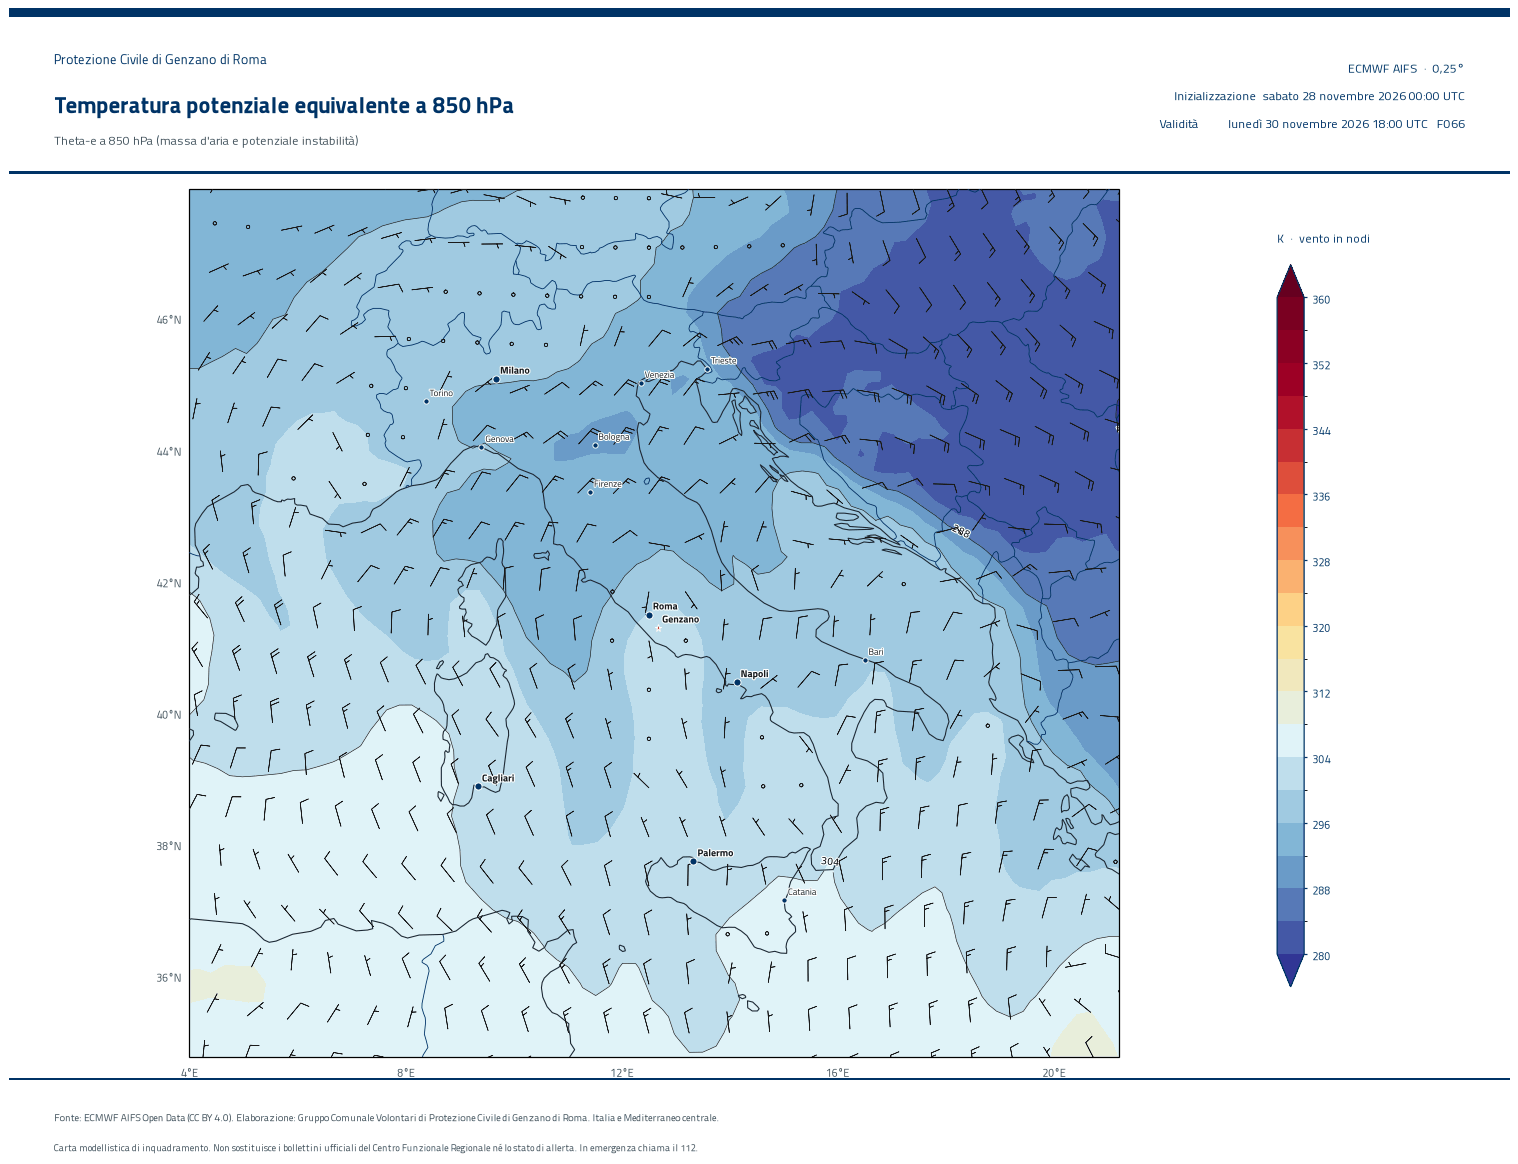 Protezione Civile di Genzano di Roma
Temperatura potenziale equivalente a 850 hPa
Theta-e a 850 hPa (massa d'aria e potenziale instabilità)
ECMWF AIFS · 0,25°
Inizializzazione sabato 28 novembre 2026 00:00 UTC
Validità lunedì 30 novembre 2026 18:00 UTC F066
K · vento in nodi
360
352
344
336
328
320
312
304
296
288
280
46°N
44°N
42°N
40°N
38°N
36°N
4°E
8°E
12°E
16°E
20°E
Trieste
Milano
Venezia
Torino
Genova
Bologna
Firenze
288
Roma
Genzano
Bari
Napoli
Cagliari
Palermo
304
Catania
Fonte: ECMWF AIFS Open Data (CC BY 4.0). Elaborazione: Gruppo Comunale Volontari di Protezione Civile di Genzano di Roma. Italia e Mediterraneo centrale.
Carta modellistica di inquadramento. Non sostituisce i bollettini ufficiali del Centro Funzionale Regionale né lo stato di allerta. In emergenza chiama il 112.